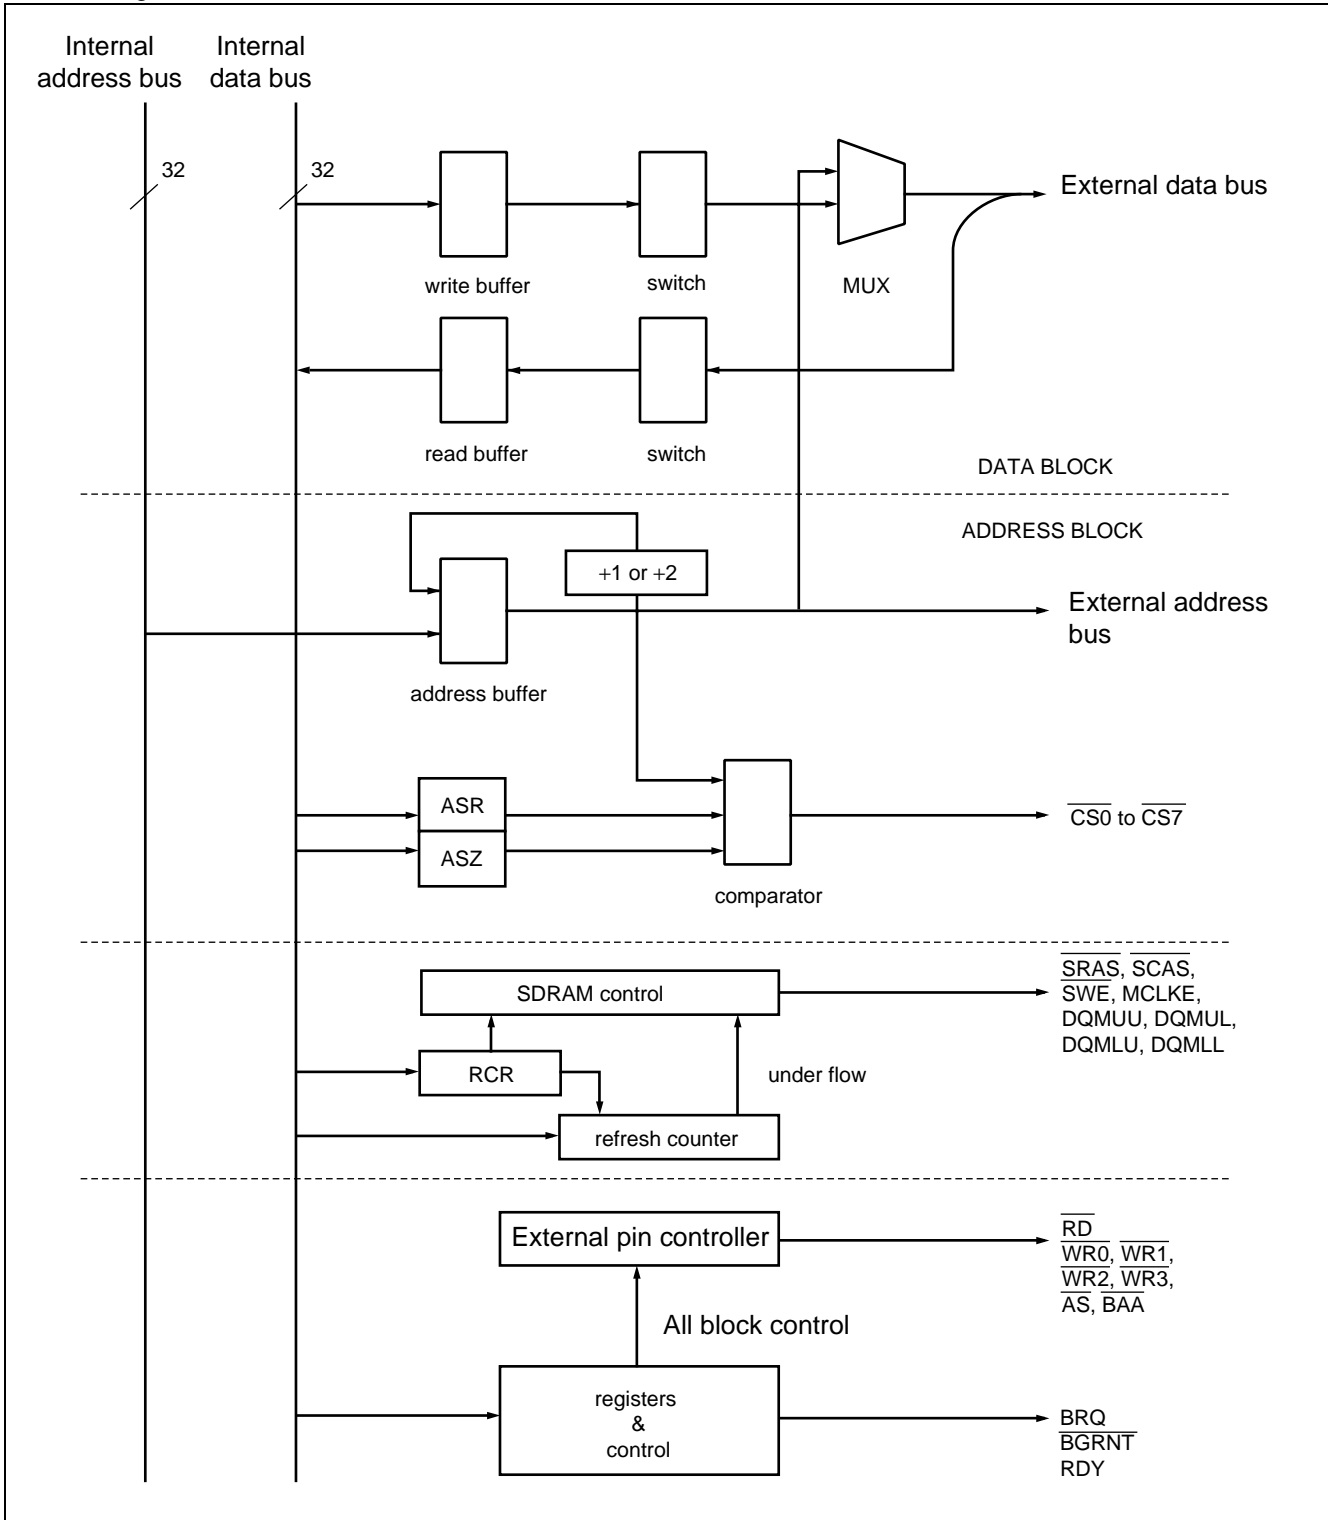 Internal
address bus
Internal
data bus
32
32
External data bus
write buffer
switch
MUX
read buffer
switch
DATA BLOCK
ADDRESS BLOCK
+1 or +2
External address
bus
address buffer
ASR
ASZ
CS0 to CS7
comparator
SDRAM control
SRAS, SCAS,
SWE, MCLKE,
DQMUU, DQMUL,
DQMLU, DQMLL
RCR
under flow
refresh counter
External pin controller
RD
WR0, WR1,
WR2, WR3,
AS, BAA
All block control
registers
&
control
BRQ
BGRNT
RDY